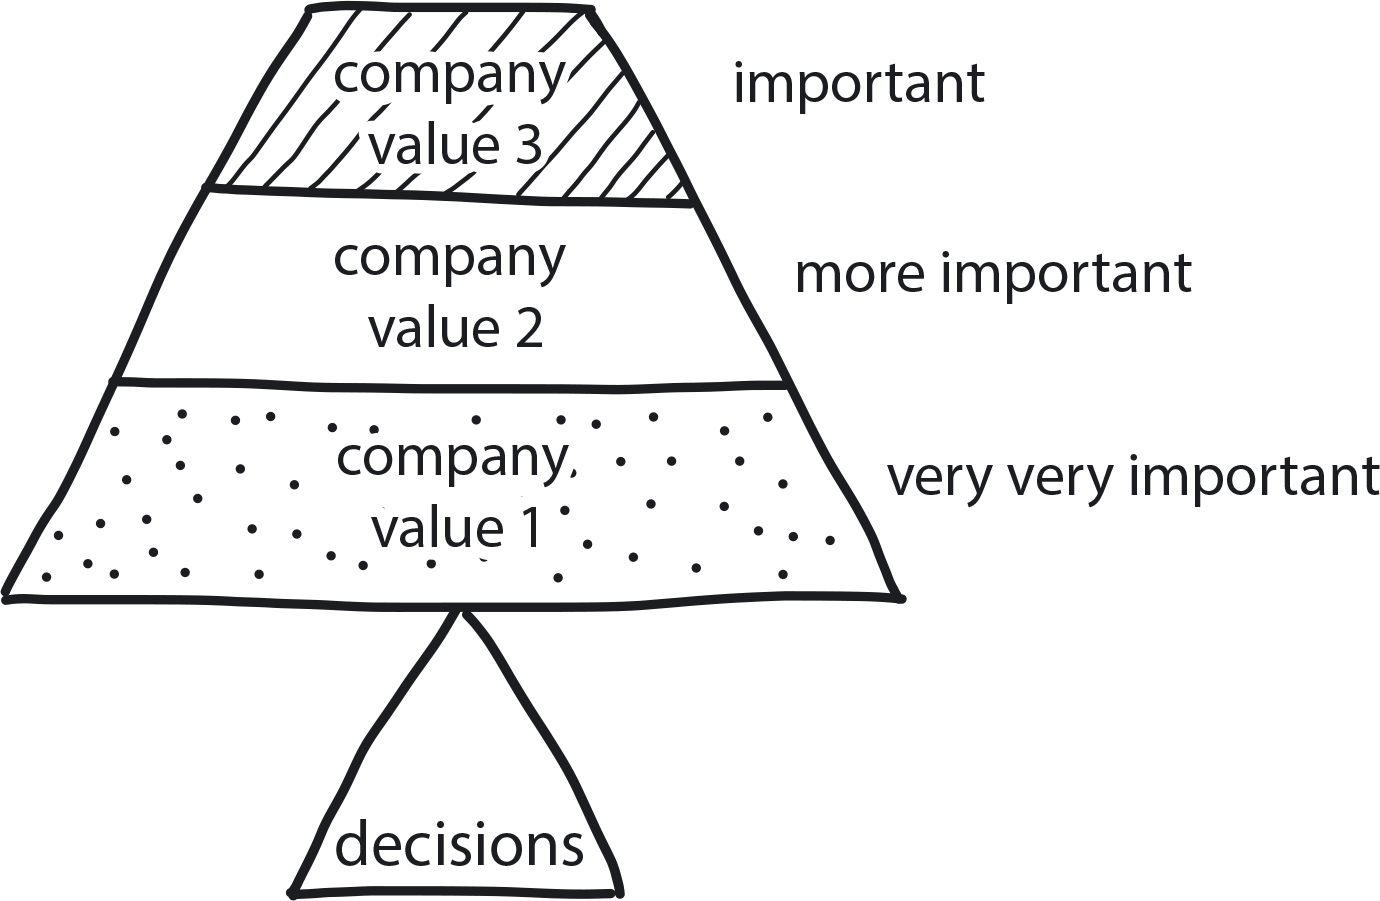 company
value 3
important
company
value 2
more important
company
value 1
very very important
decisions